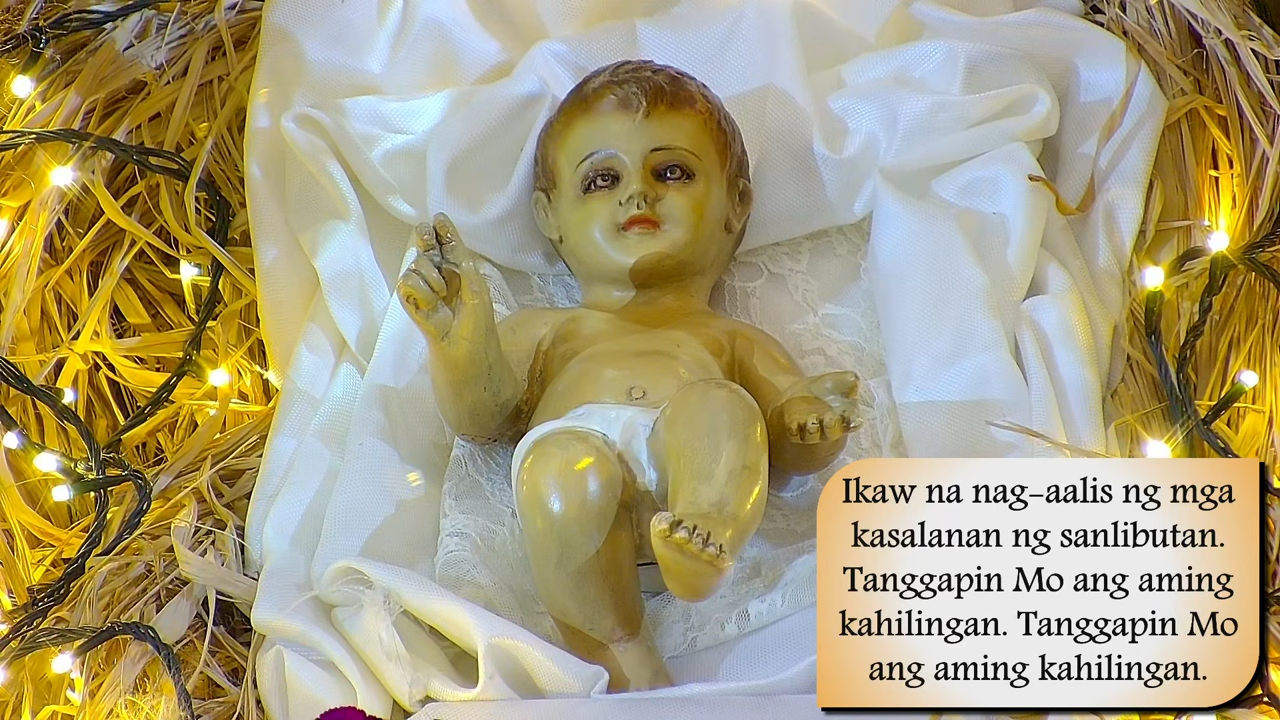 Ikaw na nag-aalis ng mga
kasalanan ng sanlibutan.
Tanggapin Mo ang aming
kahilingan. Tanggapin Mo
ang aming kahilingan.